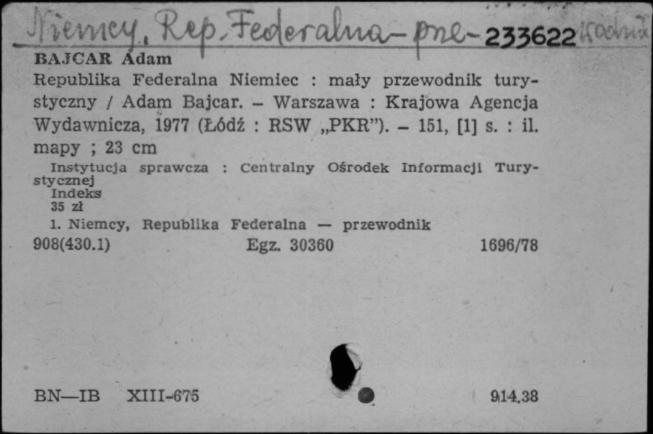 Niemcy, Rep. Federalna – prze- 233622
BAJCAR Adam
Republika Federalna Niemiec : mały przewodnik tury-
styczny / Adam Bajcar. – Warszawa : Krajowa Agencja
Wydawnicza, 1977 (Łódź : RSW „PKR”). – 151, [1] s. : il.
mapy ; 23 cm
Instytucja sprawcza : Centralny Ośrodek Informacji Tury-
stycznej
Indeks
35 zł
1. Niemcy, Republika Federalna — przewodnik
908(430.1) Egz. 30360 1696/78
BN—IB XIII-675 914.38